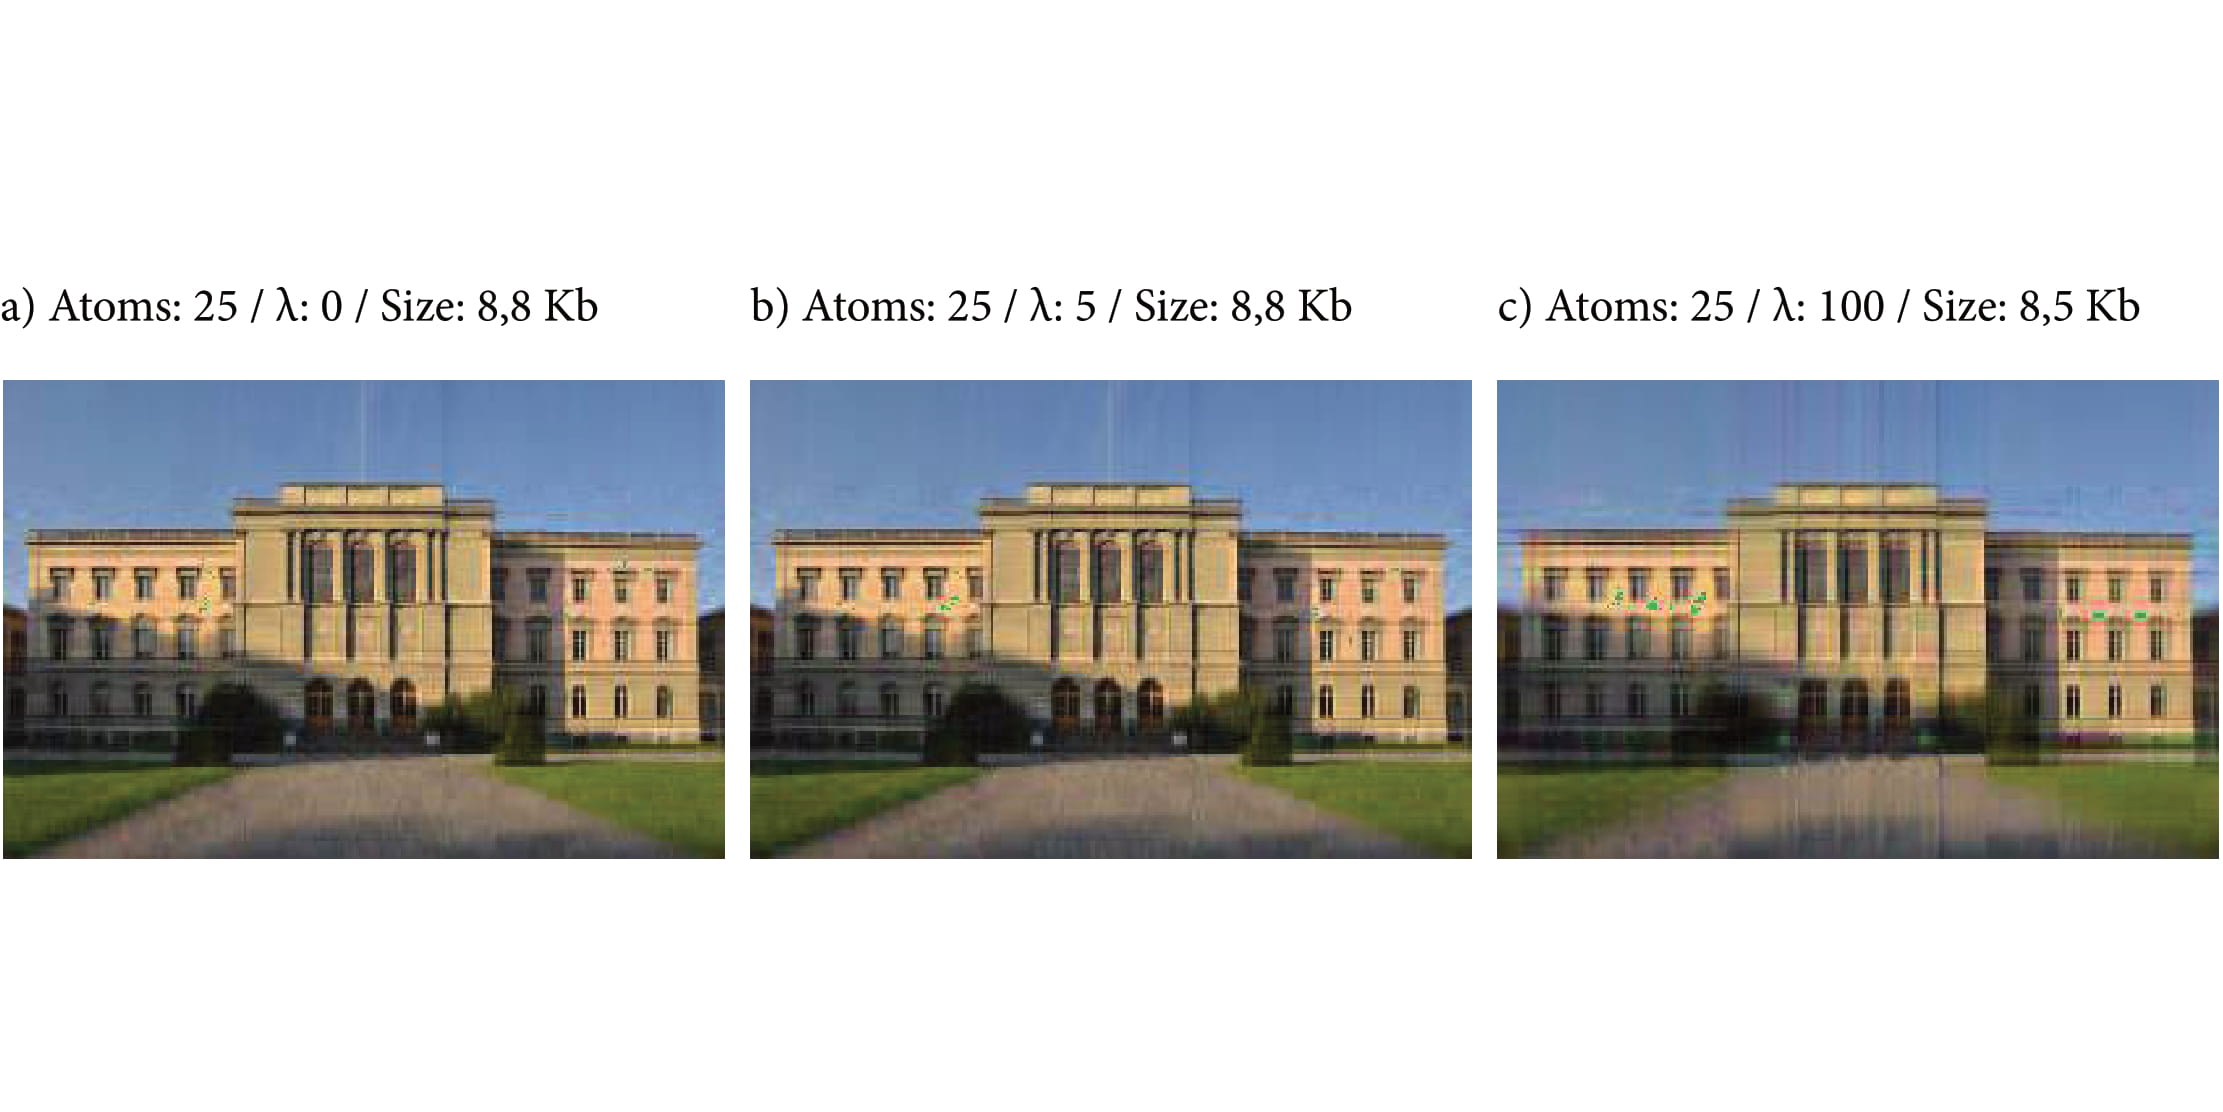 a) Atoms: 25 / λ: 0 / Size: 8,8 Kb
b) Atoms: 25 / λ: 5 / Size: 8,8 Kb
c) Atoms: 25 / λ: 100 / Size: 8,5 Kb